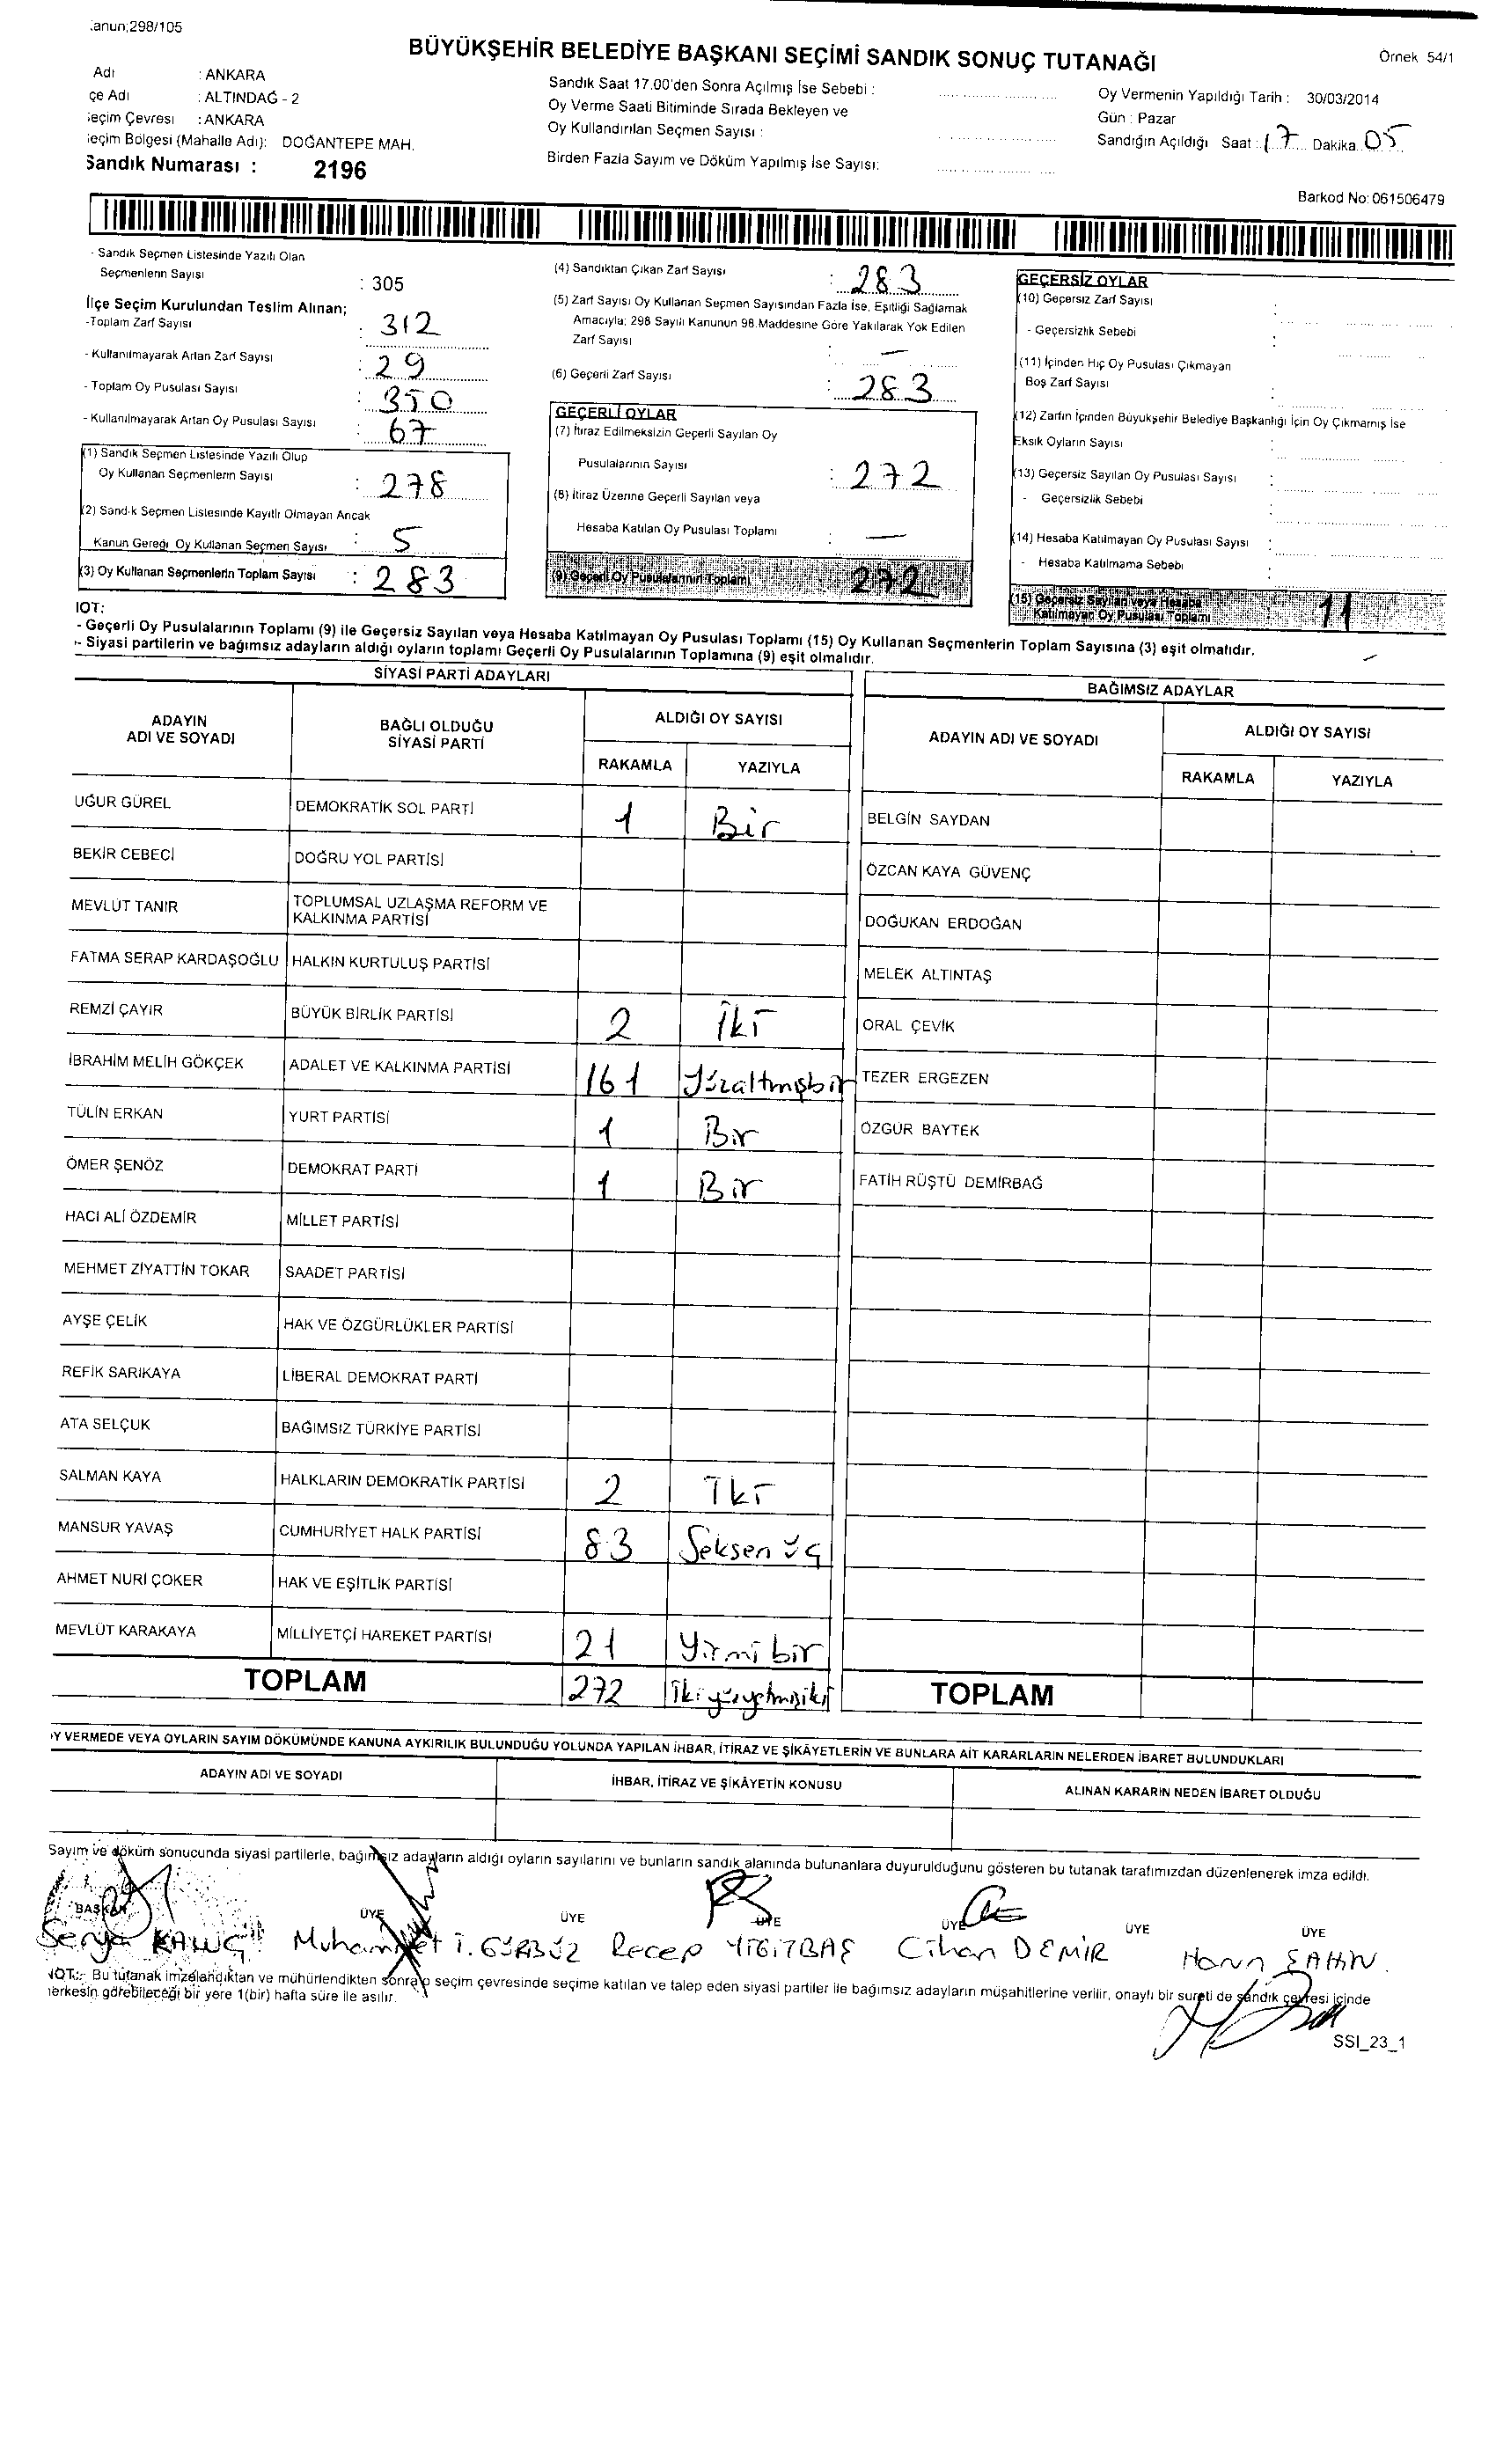 .anun;298/105
BÜYÜKŞEHİR BELEDİYE BAŞKANI SEÇİMİ SANDIK SONUÇ TUTANAĞI
Örnek 54/1
Adı : ANKARA
çe Adı : ALTINDAĞ - 2
eçim Çevresi : ANKARA
eçim Bölgesi (Mahalle Adı): DOĞANTEPE MAH.
Sandık Numarası : 2196
Sandık Saat 17.00'den Sonra Açılmış İse Sebebi :
Oy Verme Saati Bitiminde Sırada Bekleyen ve
Oy Kullandırılan Seçmen Sayısı :
Birden Fazla Sayım ve Döküm Yapılmış İse Sayısı:
Oy Vermenin Yapıldığı Tarih : 30/03/2014
Gün : Pazar
Sandığın Açıldığı Saat : 17 Dakika 05
Barkod No: 061506479
- Sandık Seçmen Listesinde Yazılı Olan
Seçmenlerin Sayısı : 305
İlçe Seçim Kurulundan Teslim Alınan;
-Toplam Zarf Sayısı : 312
- Kullanılmayarak Artan Zarf Sayısı : 29
- Toplam Oy Pusulası Sayısı : 350
- Kullanılmayarak Artan Oy Pusulası Sayısı : 67
(1) Sandık Seçmen Listesinde Yazılı Olup
Oy Kullanan Seçmenlerin Sayısı : 278
(2) Sandık Seçmen Listesinde Kayıtlı Olmayan Ancak
Kanun Gereği Oy Kullanan Seçmen Sayısı : 5
(3) Oy Kullanan Seçmenlerin Toplam Sayısı : 283
(4) Sandıktan Çıkan Zarf Sayısı : 283
(5) Zarf Sayısı Oy Kullanan Seçmen Sayısından Fazla İse, Eşitliği Sağlamak
Amacıyla; 298 Sayılı Kanunun 98.Maddesine Göre Yakılarak Yok Edilen
Zarf Sayısı : —
(6) Geçerli Zarf Sayısı : 283
GEÇERLİ OYLAR
(7) İtiraz Edilmeksizin Geçerli Sayılan Oy
Pusulalarının Sayısı : 272
(8) İtiraz Üzerine Geçerli Sayılan veya
Hesaba Katılan Oy Pusulası Toplamı : —
(9) Geçerli Oy Pusulalarının Toplamı 272
GEÇERSİZ OYLAR
(10) Geçersiz Zarf Sayısı :
- Geçersizlik Sebebi :
(11) İçinden Hiç Oy Pusulası Çıkmayan
Boş Zarf Sayısı :
(12) Zarfın İçinden Büyükşehir Belediye Başkanlığı İçin Oy Çıkmamış İse
Eksik Oyların Sayısı :
(13) Geçersiz Sayılan Oy Pusulası Sayısı :
- Geçersizlik Sebebi
(14) Hesaba Katılmayan Oy Pusulası Sayısı :
- Hesaba Katılmama Sebebi :
(15) Geçersiz Sayılan veya Hesaba
Katılmayan Oy Pusulası Toplamı 11
IOT:
- Geçerli Oy Pusulalarının Toplamı (9) ile Geçersiz Sayılan veya Hesaba Katılmayan Oy Pusulası Toplamı (15) Oy Kullanan Seçmenlerin Toplam Sayısına (3) eşit olmalıdır.
- Siyasi partilerin ve bağımsız adayların aldığı oyların toplamı Geçerli Oy Pusulalarının Toplamına (9) eşit olmalıdır.
SİYASİ PARTİ ADAYLARI
ADAYIN ADI VE SOYADI BAĞLI OLDUĞU SİYASİ PARTİ ALDIĞI OY SAYISI
RAKAMLA YAZIYLA
UĞUR GÜREL DEMOKRATİK SOL PARTİ 1 Bir
BEKİR CEBECİ DOĞRU YOL PARTİSİ
MEVLÜT TANIR TOPLUMSAL UZLAŞMA REFORM VE KALKINMA PARTİSİ
FATMA SERAP KARDAŞOĞLU HALKIN KURTULUŞ PARTİSİ
REMZİ ÇAYIR BÜYÜK BİRLİK PARTİSİ 2 İki
İBRAHİM MELİH GÖKÇEK ADALET VE KALKINMA PARTİSİ 161 Yüzaltmışbir
TÜLİN ERKAN YURT PARTİSİ 1 Bir
ÖMER ŞENÖZ DEMOKRAT PARTİ 1 Bir
HACI ALİ ÖZDEMİR MİLLET PARTİSİ
MEHMET ZİYATTİN TOKAR SAADET PARTİSİ
AYŞE ÇELİK HAK VE ÖZGÜRLÜKLER PARTİSİ
REFİK SARIKAYA LİBERAL DEMOKRAT PARTİ
ATA SELÇUK BAĞIMSIZ TÜRKİYE PARTİSİ
SALMAN KAYA HALKLARIN DEMOKRATİK PARTİSİ 2 İki
MANSUR YAVAŞ CUMHURİYET HALK PARTİSİ 83 Seksen üç
AHMET NURİ ÇOKER HAK VE EŞİTLİK PARTİSİ
MEVLÜT KARAKAYA MİLLİYETÇİ HAREKET PARTİSİ 21 Yirmi bir
TOPLAM 272 İkiyüzyetmişiki
BAĞIMSIZ ADAYLAR
ADAYIN ADI VE SOYADI ALDIĞI OY SAYISI
RAKAMLA YAZIYLA
BELGİN SAYDAN
ÖZCAN KAYA GÜVENÇ
DOĞUKAN ERDOĞAN
MELEK ALTINTAŞ
ORAL ÇEVİK
TEZER ERGEZEN
ÖZGÜR BAYTEK
FATİH RÜŞTÜ DEMİRBAĞ
TOPLAM
Y VERMEDE VEYA OYLARIN SAYIM DÖKÜMÜNDE KANUNA AYKIRILIK BULUNDUĞU YOLUNDA YAPILAN İHBAR, İTİRAZ VE ŞİKÂYETLERİN VE BUNLARA AİT KARARLARIN NELERDEN İBARET BULUNDUKLARI
ADAYIN ADI VE SOYADI İHBAR, İTİRAZ VE ŞİKÂYETİN KONUSU ALINAN KARARIN NEDEN İBARET OLDUĞU
Sayım ve döküm sonucunda siyasi partilerle, bağımsız adayların aldığı oyların sayılarını ve bunların sandık alanında bulunanlara duyurulduğunu gösteren bu tutanak tarafımızdan düzenlenerek imza edildi.
BAŞKAN ÜYE ÜYE ÜYE ÜYE ÜYE ÜYE
Muhammet İ. GÜRBÜZ Recep YİĞİTBAŞ Cihan DEMİR ŞAHİN.
NOT:- Bu tutanak imzalandıktan ve mühürlendikten sonra o seçim çevresinde seçime katılan ve talep eden siyasi partiler ile bağımsız adayların müşahitlerine verilir, onaylı bir sureti de sandık çevresi içinde
herkesin görebileceği bir yere 1(bir) hafta süre ile asılır.
SSI_23_1